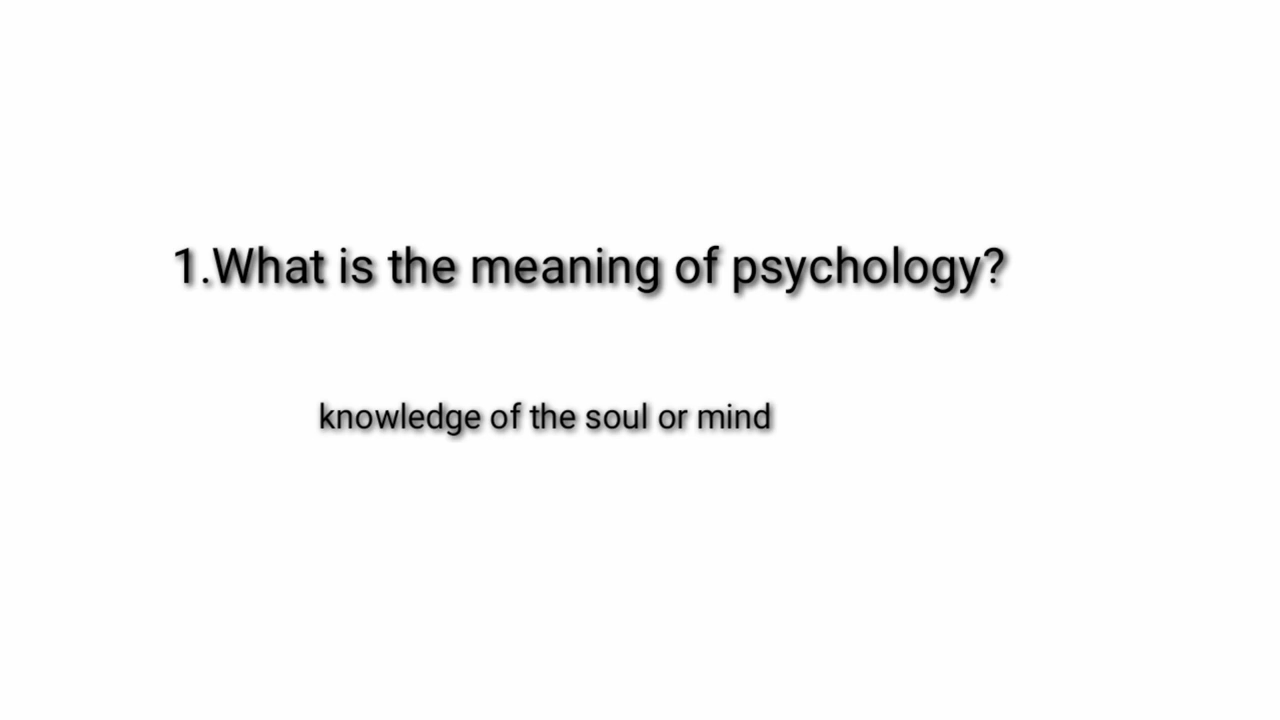 1.What is the meaning of psychology?
knowledge of the soul or mind